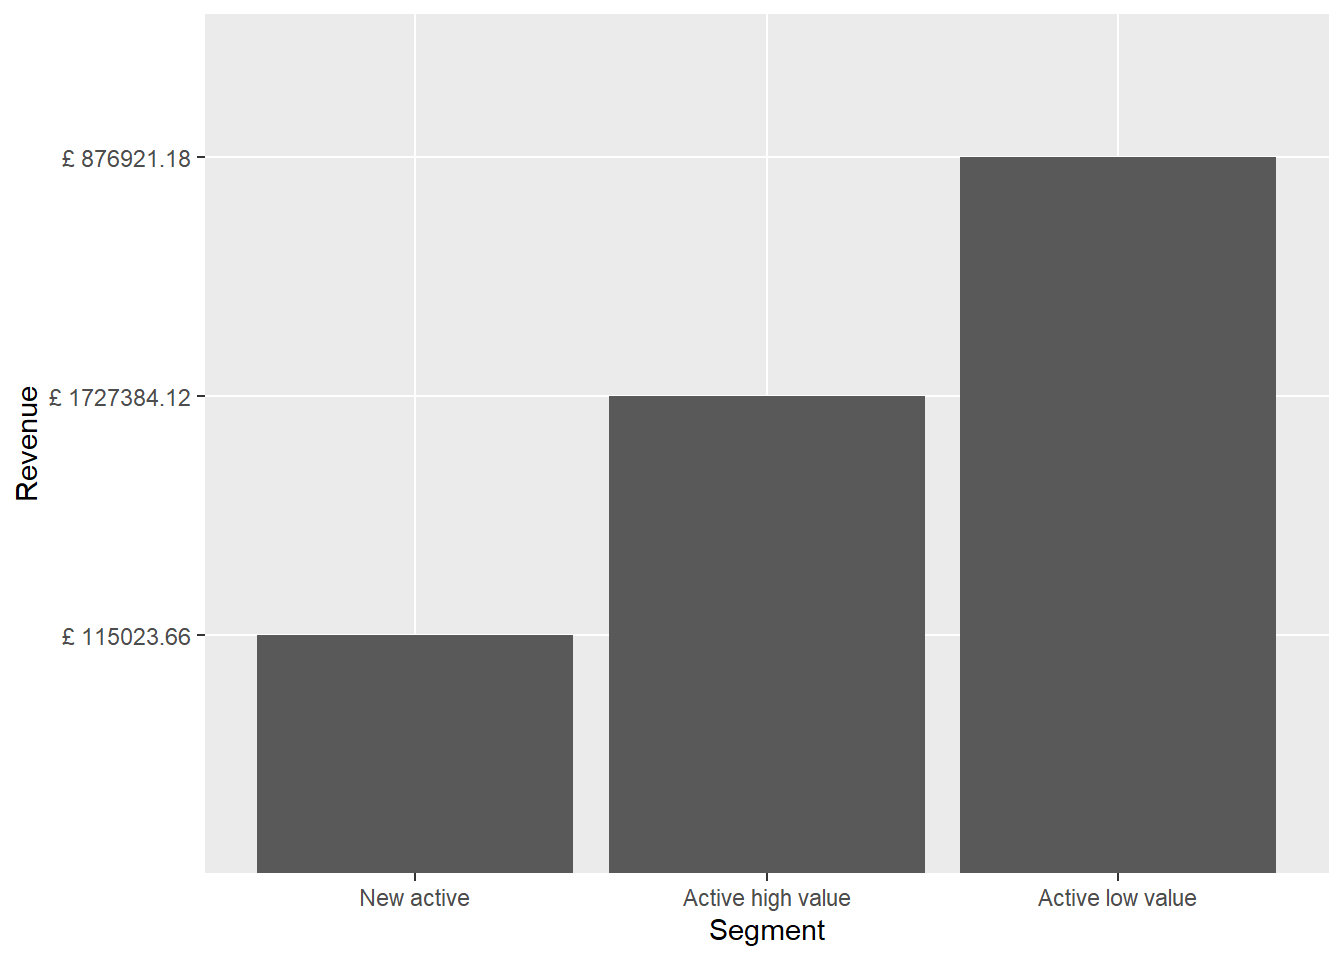 £ 876921.18
£ 1727384.12
£ 115023.66
Revenue
New active
Active high value
Active low value
Segment